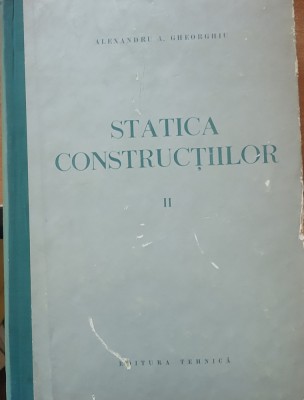 ALEXANDRU A. GHEORGHIU
STATICA
CONSTRUCȚIILOR
II
EDITURA TEHNICĂ